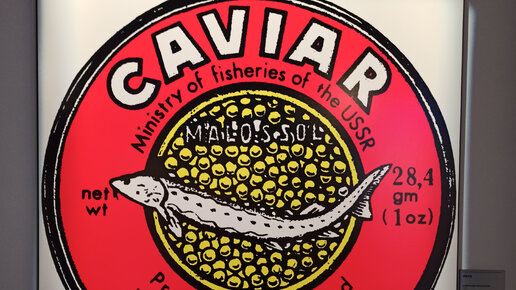 CAVIAR
Ministry of fisheries of the USSR
MALOSSOL
net
wt
28,4
gm
(1oz)